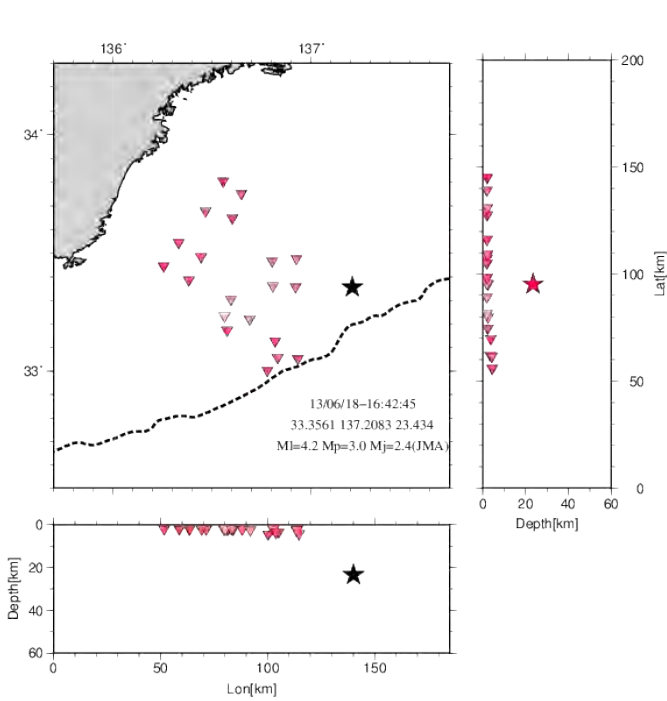 136° 137°
34°
33°
13/06/18-16:42:45
33.3561 137.2083 23.434
Ml=4.2 Mp=3.0 Mj=2.4(JMA)
200
150
100
50
0
Lat[km]
0 20 40 60
Depth[km]
0
20
40
60
Depth[km]
0 50 100 150
Lon[km]